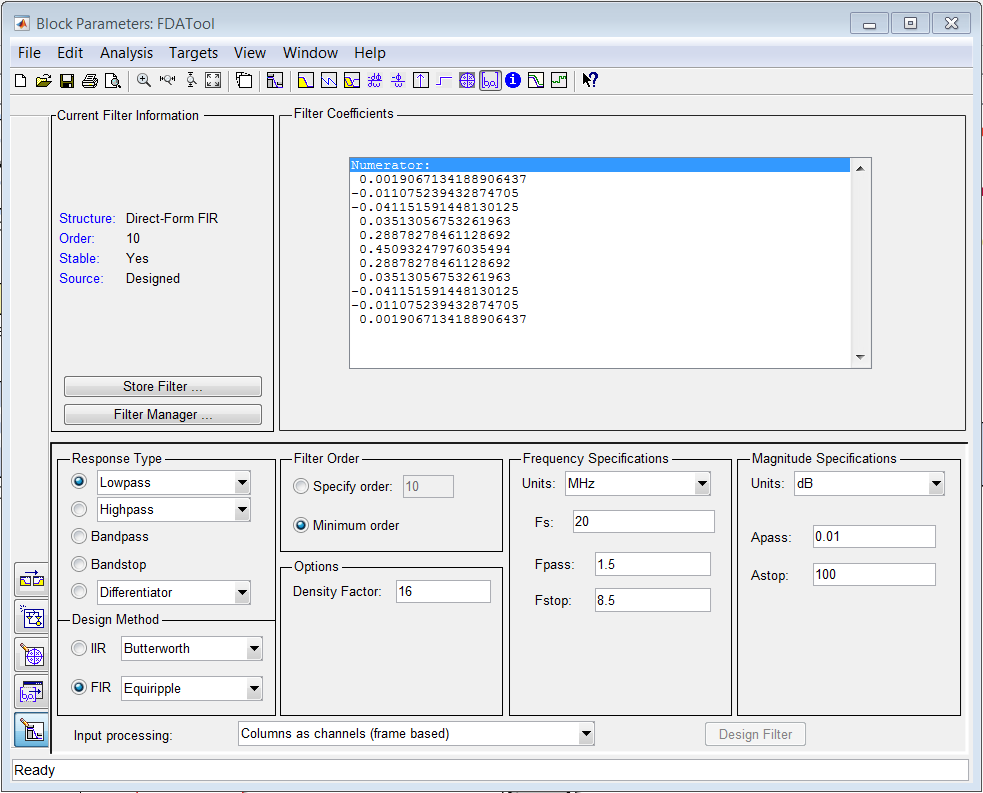 Block Parameters: FDATool
File Edit Analysis Targets View Window Help
Current Filter Information
Structure: Direct-Form FIR
Order: 10
Stable: Yes
Source: Designed
Store Filter ...
Filter Manager ...
Filter Coefficients
Numerator:
0.0019067134188906437
-0.011075239432874705
-0.041151591448130125
0.03513056753261963
0.28878278461128692
0.45093247976035494
0.28878278461128692
0.03513056753261963
-0.041151591448130125
-0.011075239432874705
0.0019067134188906437
Response Type
Lowpass
Highpass
Bandpass
Bandstop
Differentiator
Design Method
IIR Butterworth
FIR Equiripple
Filter Order
Specify order: 10
Minimum order
Options
Density Factor: 16
Frequency Specifications
Units: MHz
Fs: 20
Fpass: 1.5
Fstop: 8.5
Magnitude Specifications
Units: dB
Apass: 0.01
Astop: 100
Input processing: Columns as channels (frame based)
Design Filter
Ready